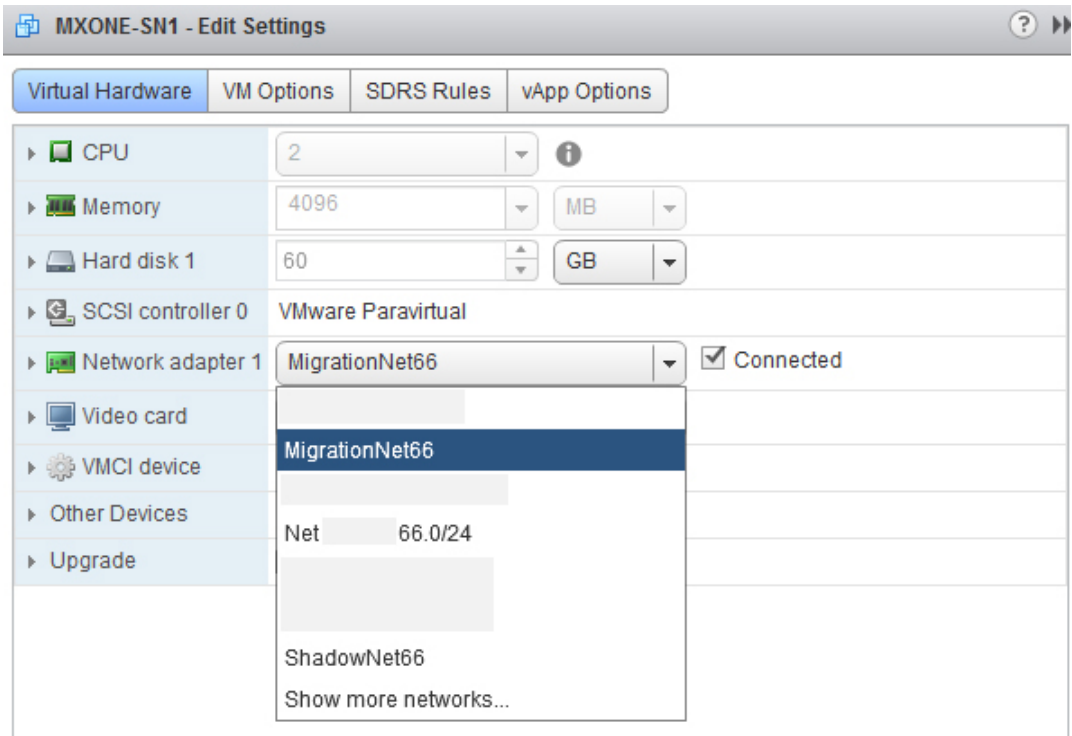 MXONE-SN1 - Edit Settings ?
Virtual Hardware VM Options SDRS Rules vApp Options
CPU 2
Memory 4096 MB
Hard disk 1 60 GB
SCSI controller 0 VMware Paravirtual
Network adapter 1 MigrationNet66 Connected
Video card
MigrationNet66
VMCI device
Other Devices
Net 66.0/24
Upgrade
ShadowNet66
Show more networks...